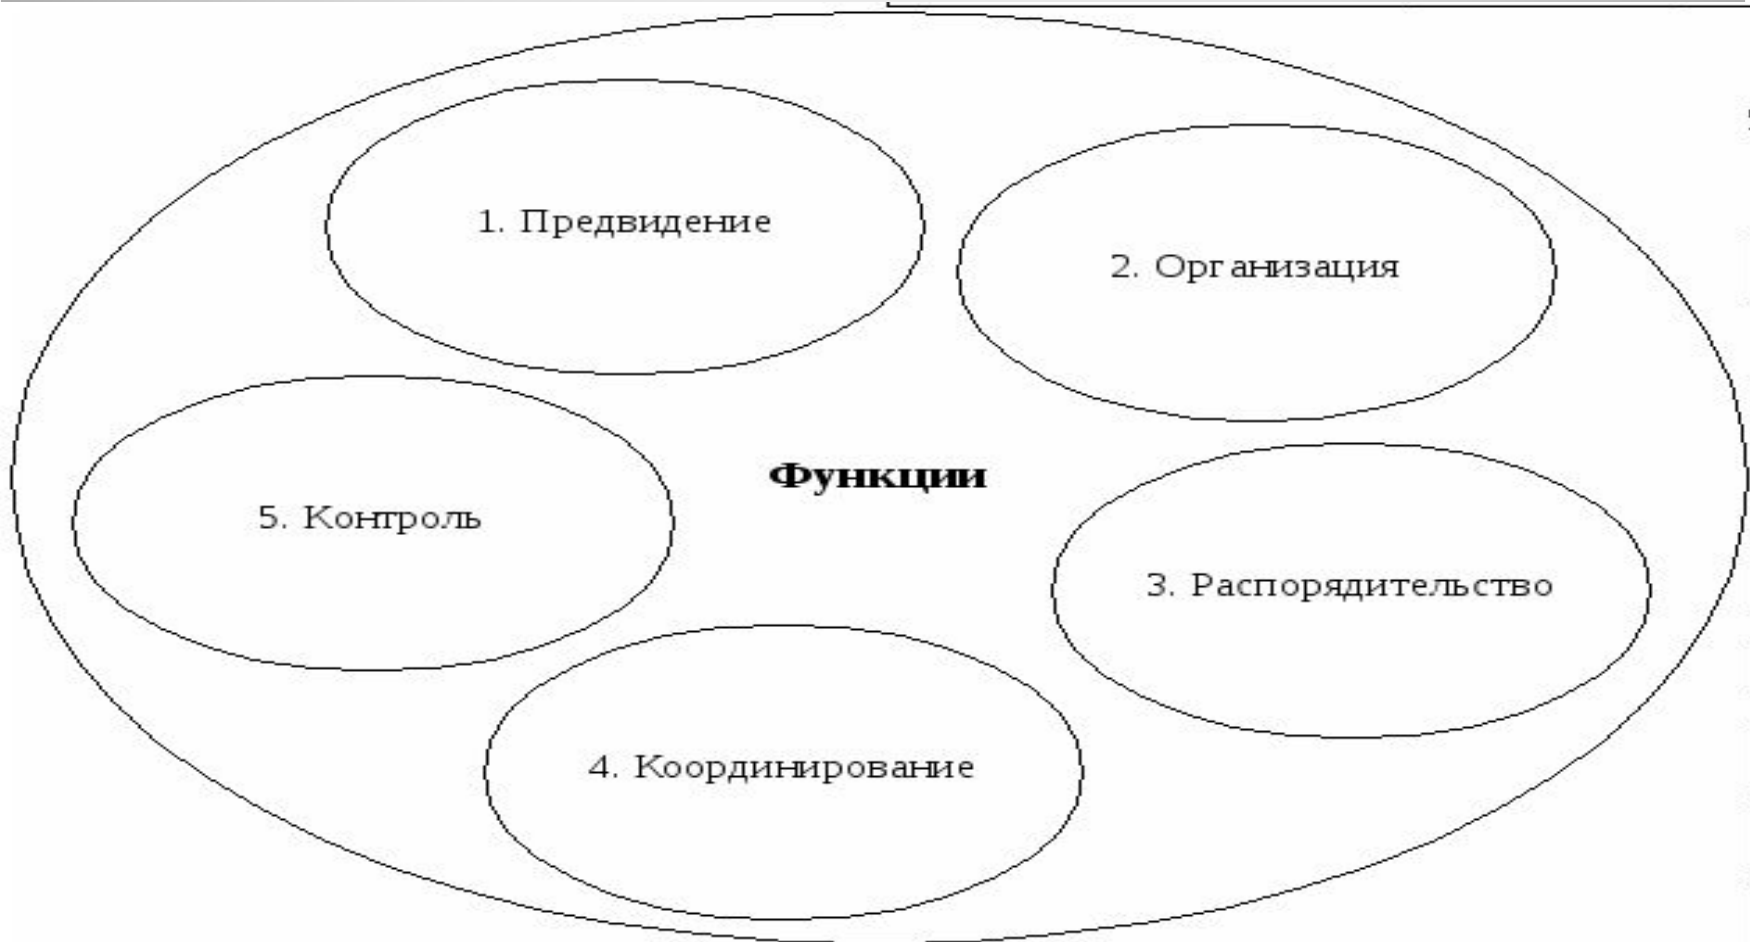 1. Предвидение
2. Организация
Функции
5. Контроль
3. Распорядительство
4. Координирование